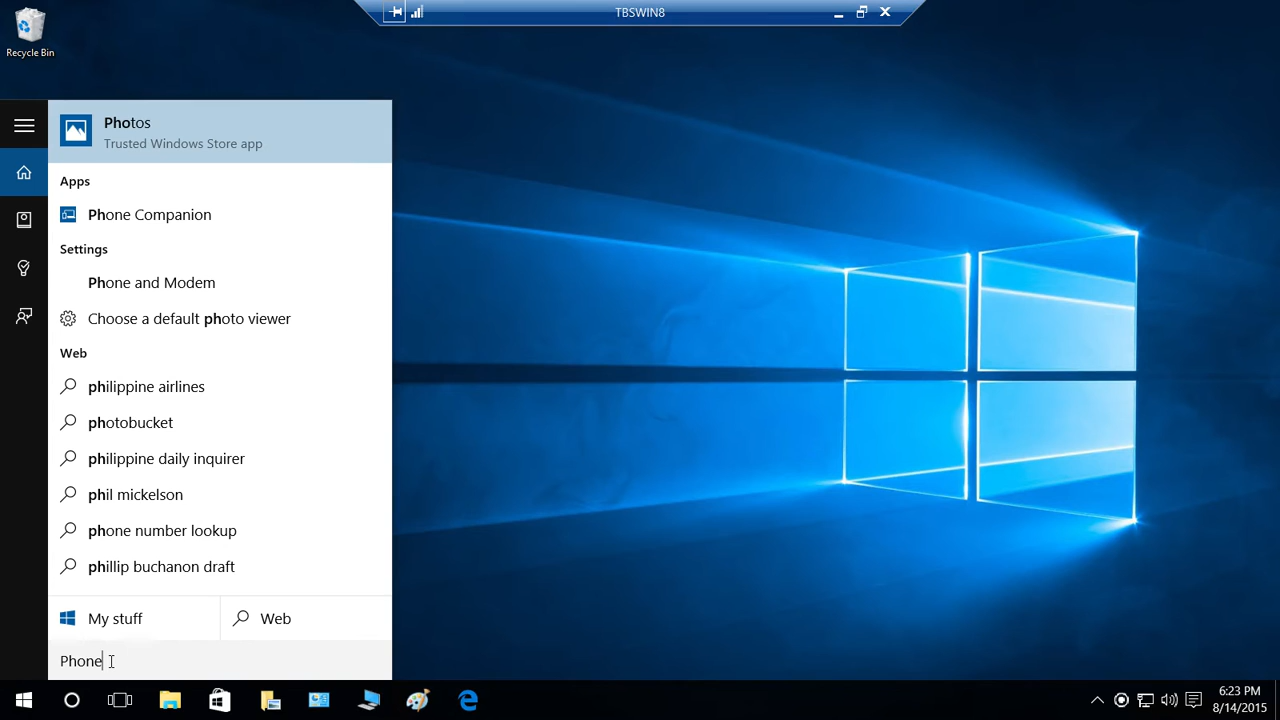 TBSWIN8
Recycle Bin
Photos
Trusted Windows Store app
Apps
Phone Companion
Settings
Phone and Modem
Choose a default photo viewer
Web
philippine airlines
photobucket
philippine daily inquirer
phil mickelson
phone number lookup
phillip buchanon draft
My stuff
Web
Phone
6:23 PM
8/14/2015